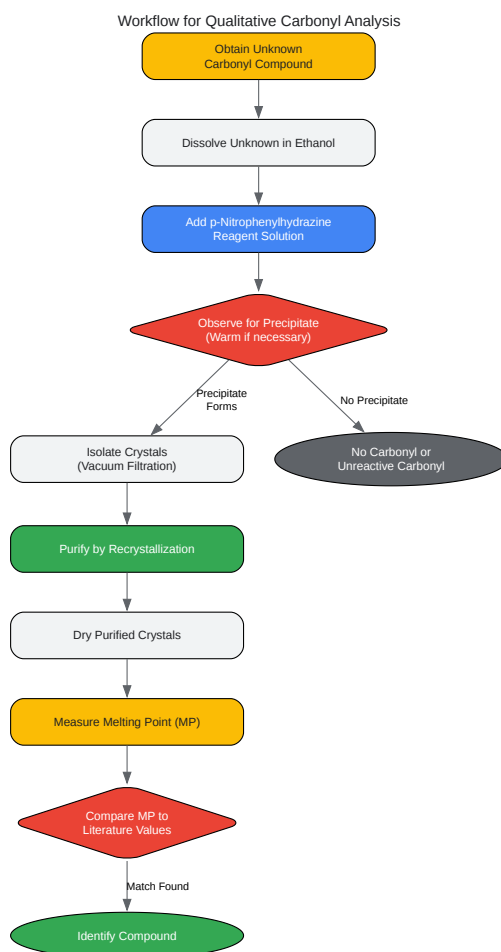 Workflow for Qualitative Carbonyl Analysis
Obtain Unknown
Carbonyl Compound
Dissolve Unknown in Ethanol
Add p-Nitrophenylhydrazine
Reagent Solution
Observe for Precipitate
(Warm if necessary)
Precipitate
Forms
No Precipitate
Isolate Crystals
(Vacuum Filtration)
No Carbonyl or
Unreactive Carbonyl
Purify by Recrystallization
Dry Purified Crystals
Measure Melting Point (MP)
Compare MP to
Literature Values
Match Found
Identify Compound